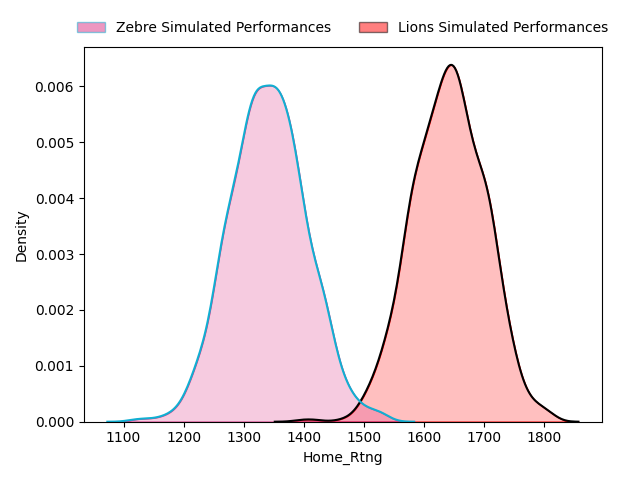 Zebre Simulated Performances
Lions Simulated Performances
Density
0.006
0.005
0.004
0.003
0.002
0.001
0.000
1100 1200 1300 1400 1500 1600 1700 1800
Home_Rtng